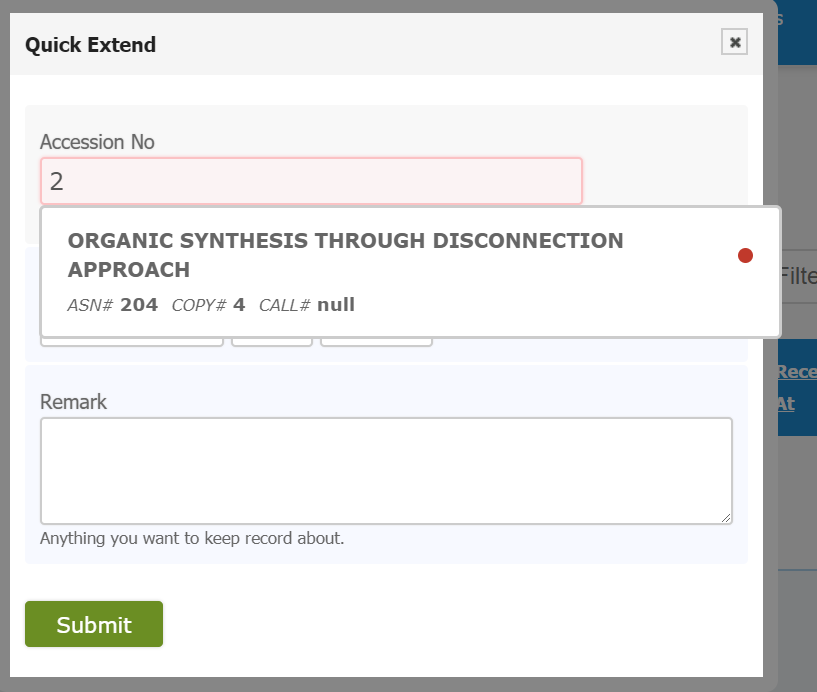 Quick Extend
Accession No
2
ORGANIC SYNTHESIS THROUGH DISCONNECTION
APPROACH
ASN# 204 COPY# 4 CALL# null
Filte
Rece
At
Remark
Anything you want to keep record about.
Submit